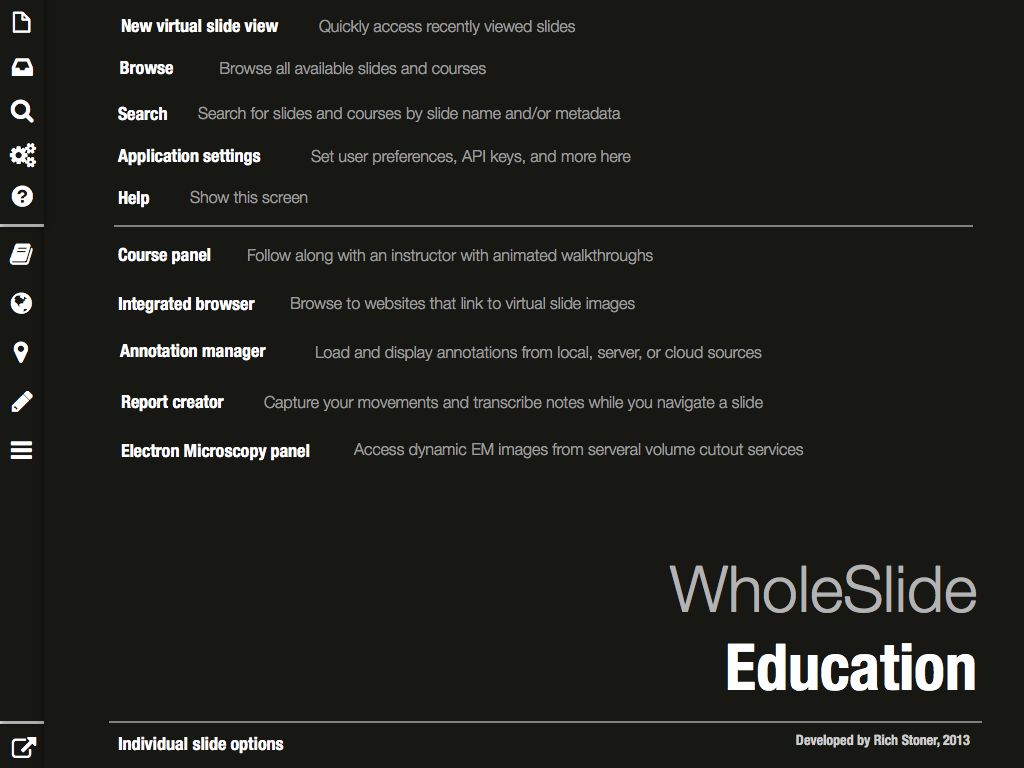 New virtual slide view Quickly access recently viewed slides
Browse Browse all available slides and courses
Search Search for slides and courses by slide name and/or metadata
Application settings Set user preferences, API keys, and more here
Help Show this screen
Course panel Follow along with an instructor with animated walkthroughs
Integrated browser Browse to websites that link to virtual slide images
Annotation manager Load and display annotations from local, server, or cloud sources
Report creator Capture your movements and transcribe notes while you navigate a slide
Electron Microscopy panel Access dynamic EM images from serveral volume cutout services
WholeSlide
Education
Individual slide options Developed by Rich Stoner, 2013